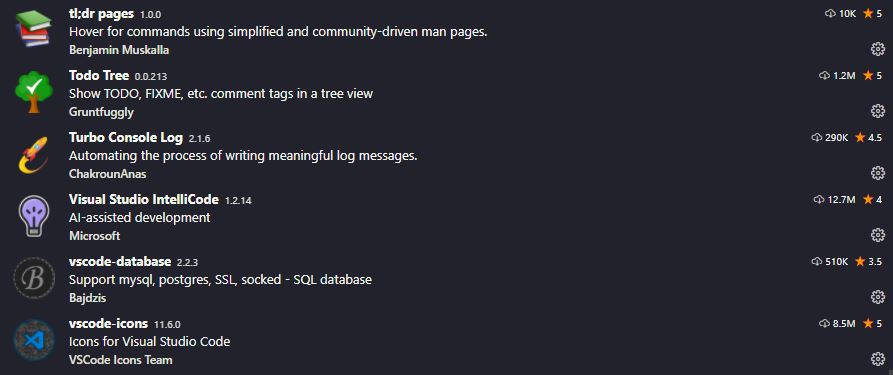 tl;dr pages 1.0.0 10K 5
Hover for commands using simplified and community-driven man pages.
Benjamin Muskalla
Todo Tree 0.0.213 1.2M 5
Show TODO, FIXME, etc. comment tags in a tree view
Gruntfuggly
Turbo Console Log 2.1.6 290K 4.5
Automating the process of writing meaningful log messages.
ChakrounAnas
Visual Studio IntelliCode 1.2.14 12.7M 4
AI-assisted development
Microsoft
vscode-database 2.2.3 510K 3.5
Support mysql, postgres, SSL, socked - SQL database
Bajdzis
B
vscode-icons 11.6.0 8.5M 5
Icons for Visual Studio Code
VSCode Icons Team